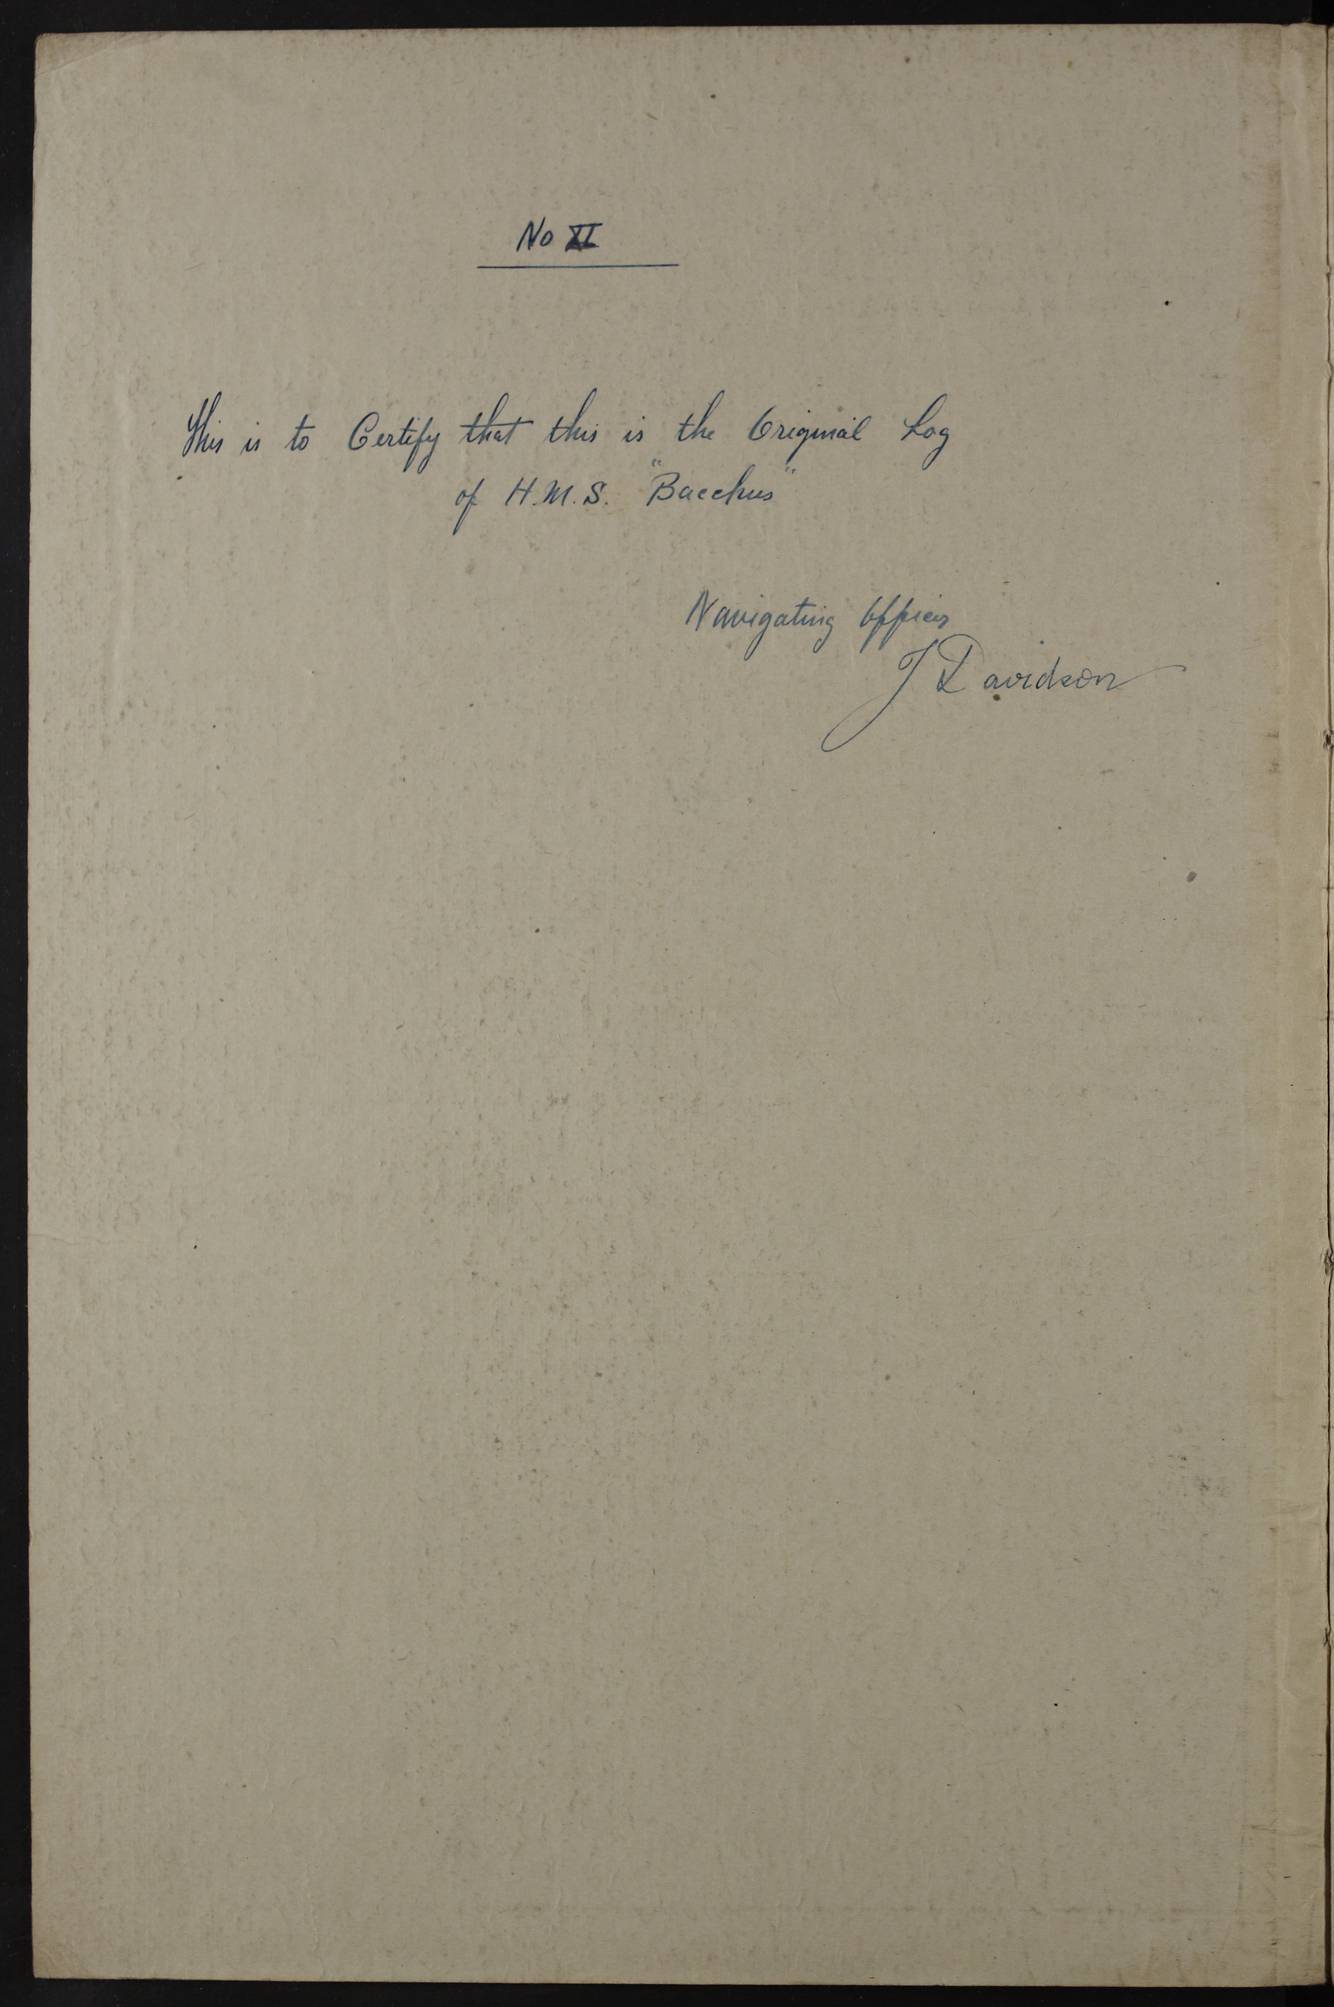 No XI
This is to Certify that this is the Original Log
of H.M.S. "Bacchus"
Navigating Officer
J Davidson